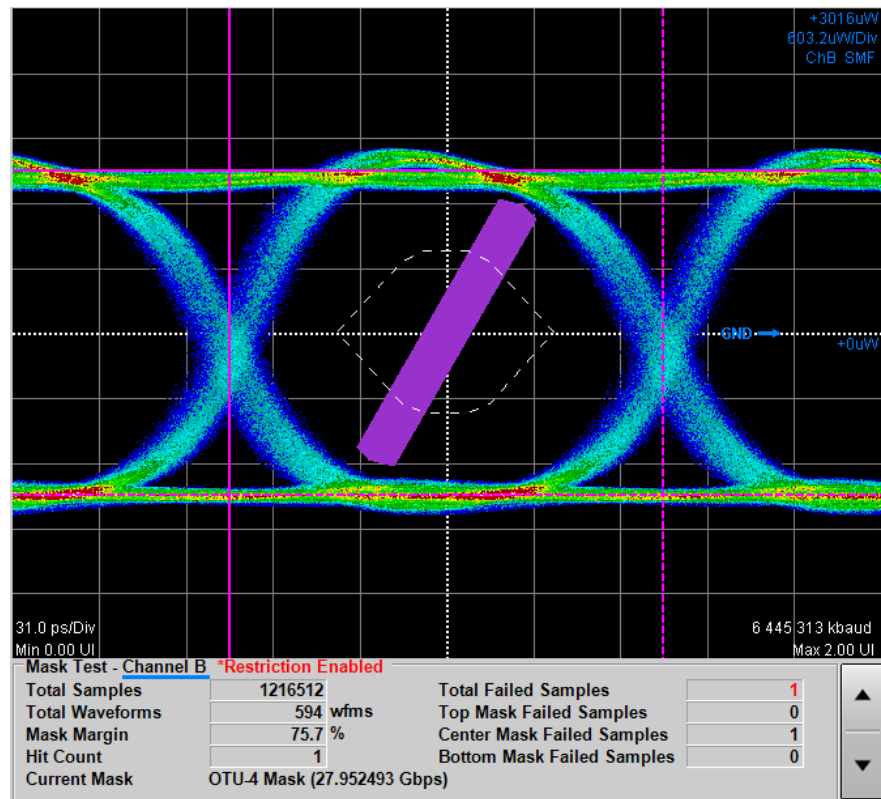 +3016uW
603.2uW/Div
ChB SMF
GND
+0uW
31.0 ps/Div
6 445 313 kbaud
Min 0.00 UI
Max 2.00 UI
Mask Test - Channel B *Restriction Enabled
Total Samples 1216512 Total Failed Samples 1
Total Waveforms 594 wfms Top Mask Failed Samples 0
Mask Margin 75.7 % Center Mask Failed Samples 1
Hit Count 1 Bottom Mask Failed Samples 0
Current Mask OTU-4 Mask (27.952493 Gbps)